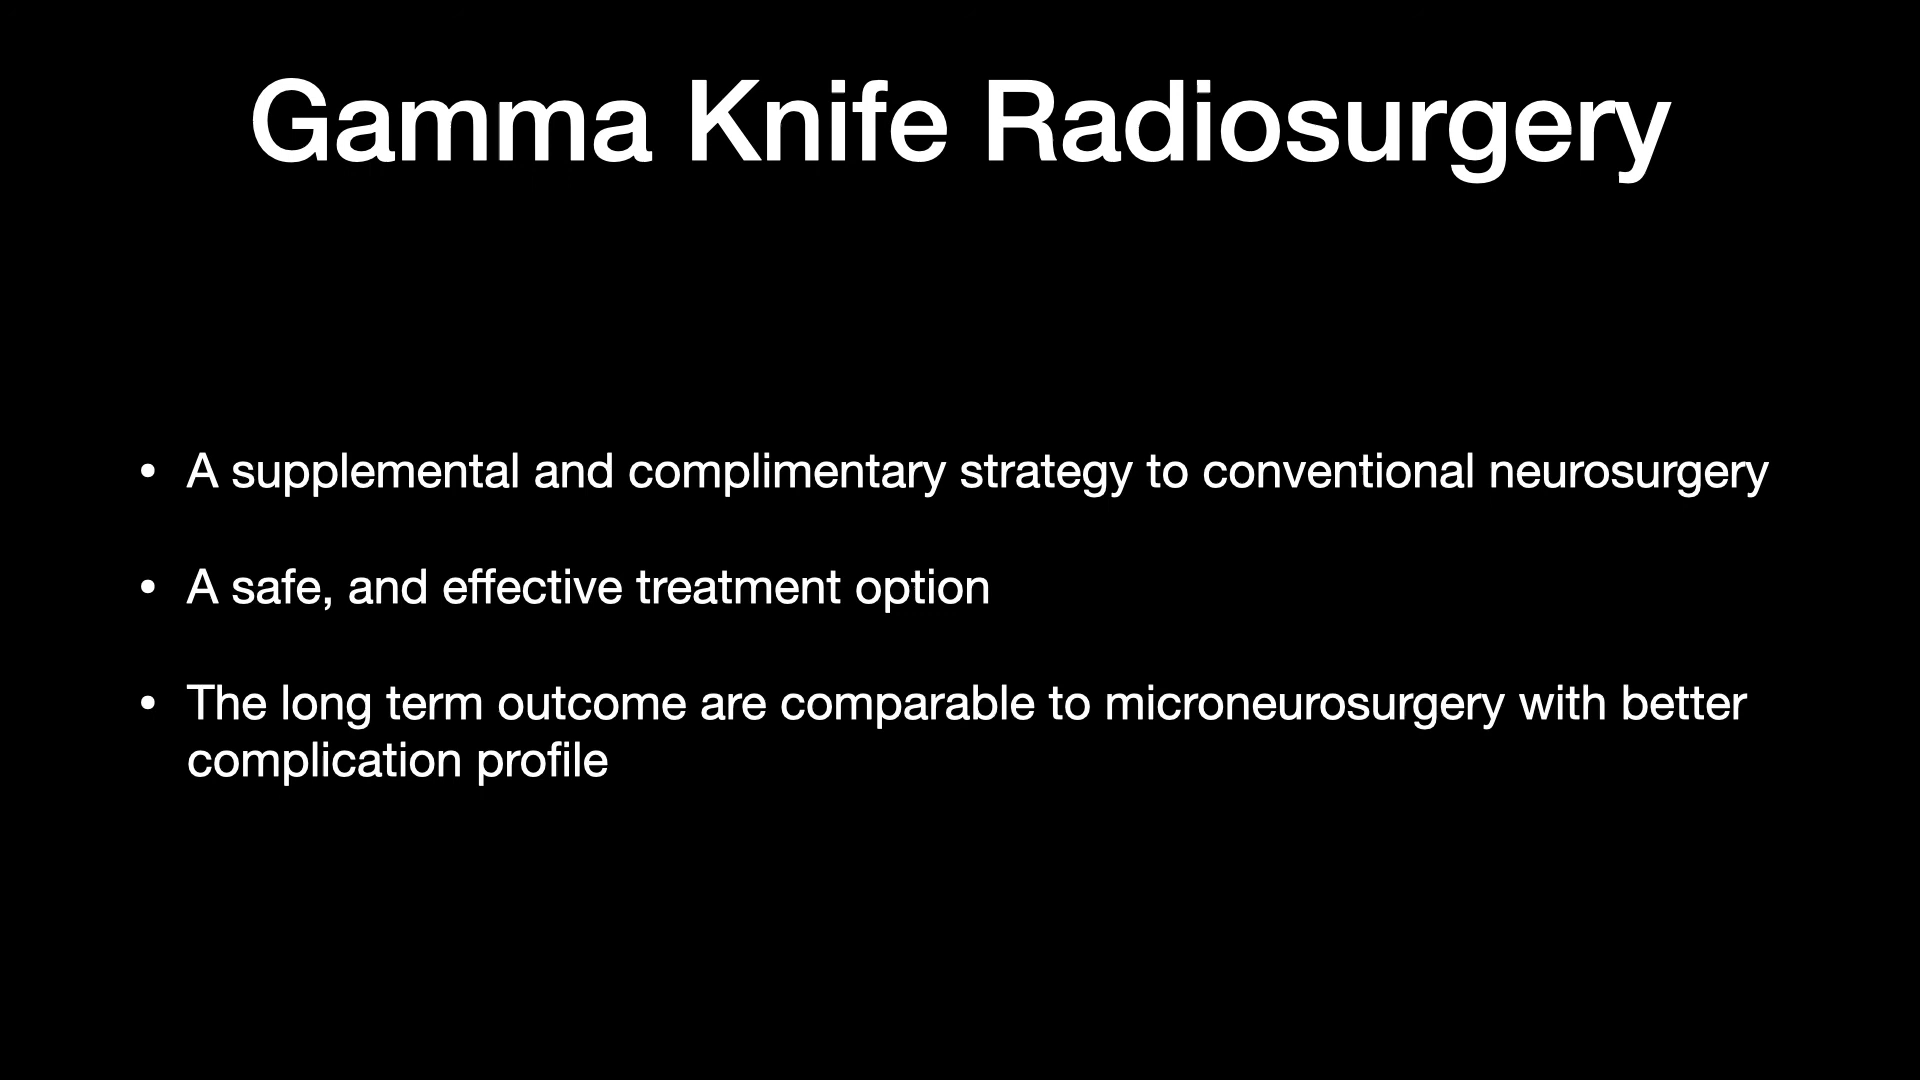 Gamma Knife Radiosurgery
• A supplemental and complimentary strategy to conventional neurosurgery
• A safe, and effective treatment option
• The long term outcome are comparable to microneurosurgery with better
complication profile